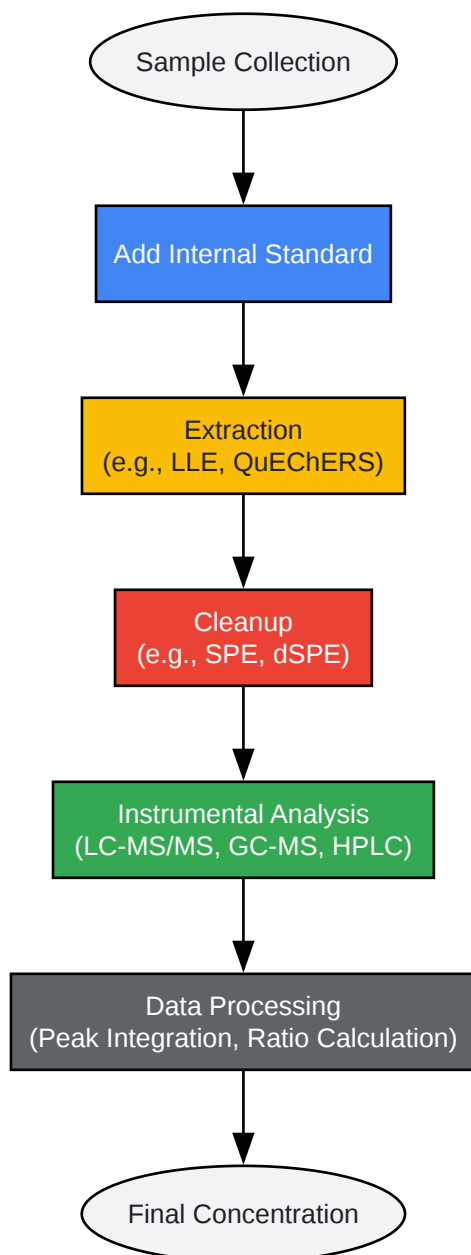 Sample Collection
Add Internal Standard
Extraction
(e.g., LLE, QuEChERS)
Cleanup
(e.g., SPE, dSPE)
Instrumental Analysis
(LC-MS/MS, GC-MS, HPLC)
Data Processing
(Peak Integration, Ratio Calculation)
Final Concentration